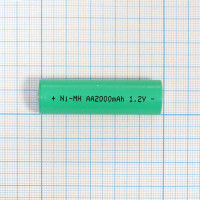 + Ni-MH AA2000mAh 1.2V -